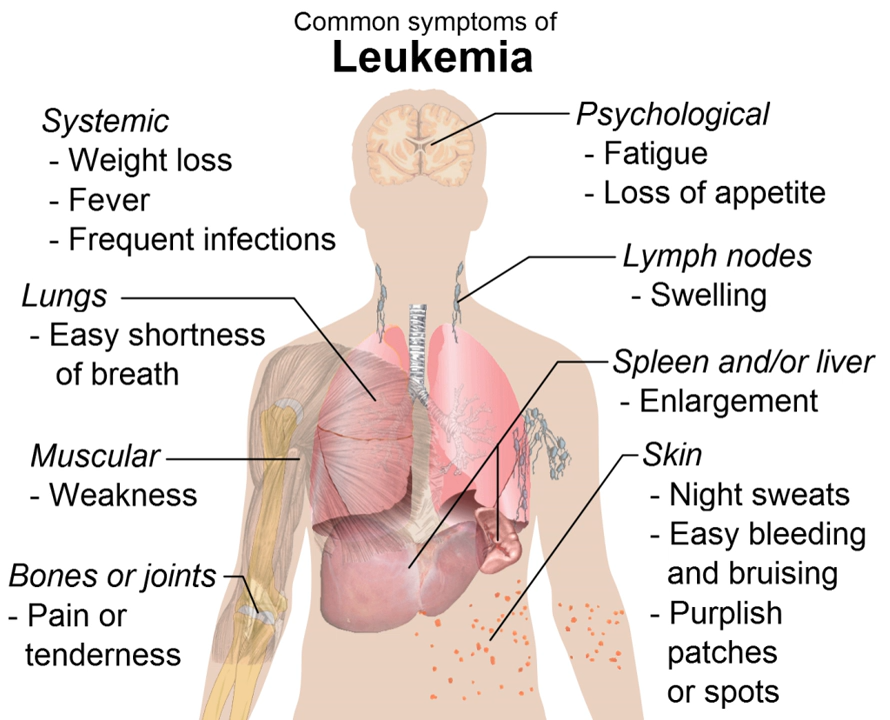 Common symptoms of
Leukemia
Systemic
- Weight loss
- Fever
- Frequent infections
Psychological
- Fatigue
- Loss of appetite
Lymph nodes
- Swelling
Lungs
- Easy shortness
of breath
Spleen and/or liver
- Enlargement
Muscular
- Weakness
Skin
- Night sweats
- Easy bleeding
and bruising
- Purplish
patches
or spots
Bones or joints
- Pain or
tenderness